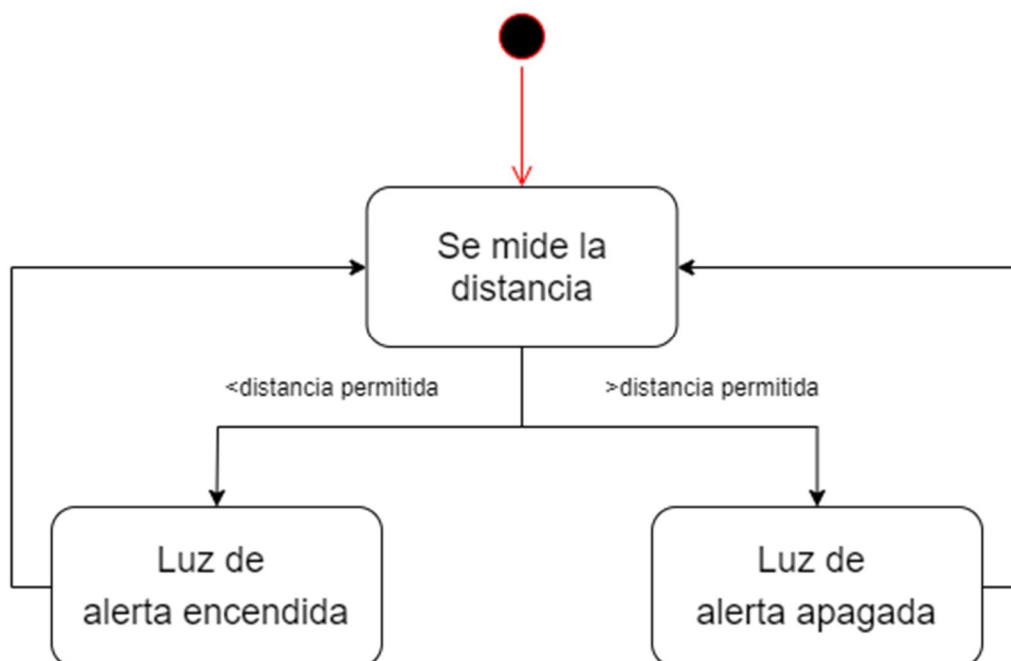 Se mide la
distancia
<distancia permitida
>distancia permitida
Luz de
alerta encendida
Luz de
alerta apagada